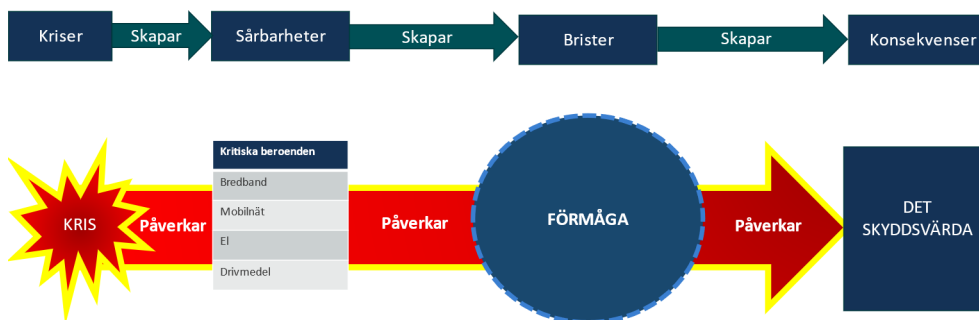 Kriser
Skapar
Sårbarheter
Skapar
Brister
Skapar
Konsekvenser
Kritiska beroenden
Bredband
Mobilnät
El
Drivmedel
KRIS
Påverkar
Påverkar
FÖRMÅGA
Påverkar
DET
SKYDDSVÄRDA